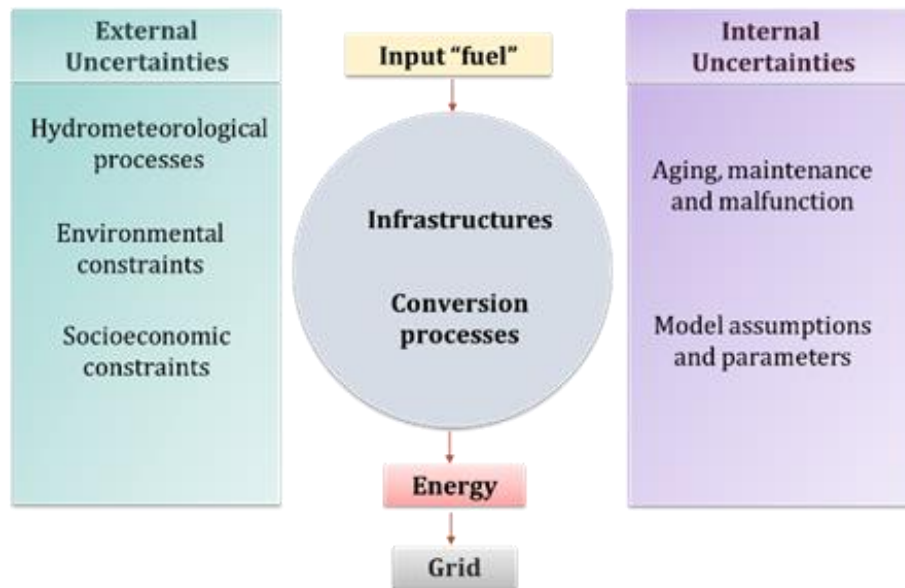 External
Uncertainties
Hydrometeorological
processes
Environmental
constraints
Socioeconomic
constraints
Input “fuel”
Infrastructures
Conversion
processes
Energy
Grid
Internal
Uncertainties
Aging, maintenance
and malfunction
Model assumptions
and parameters